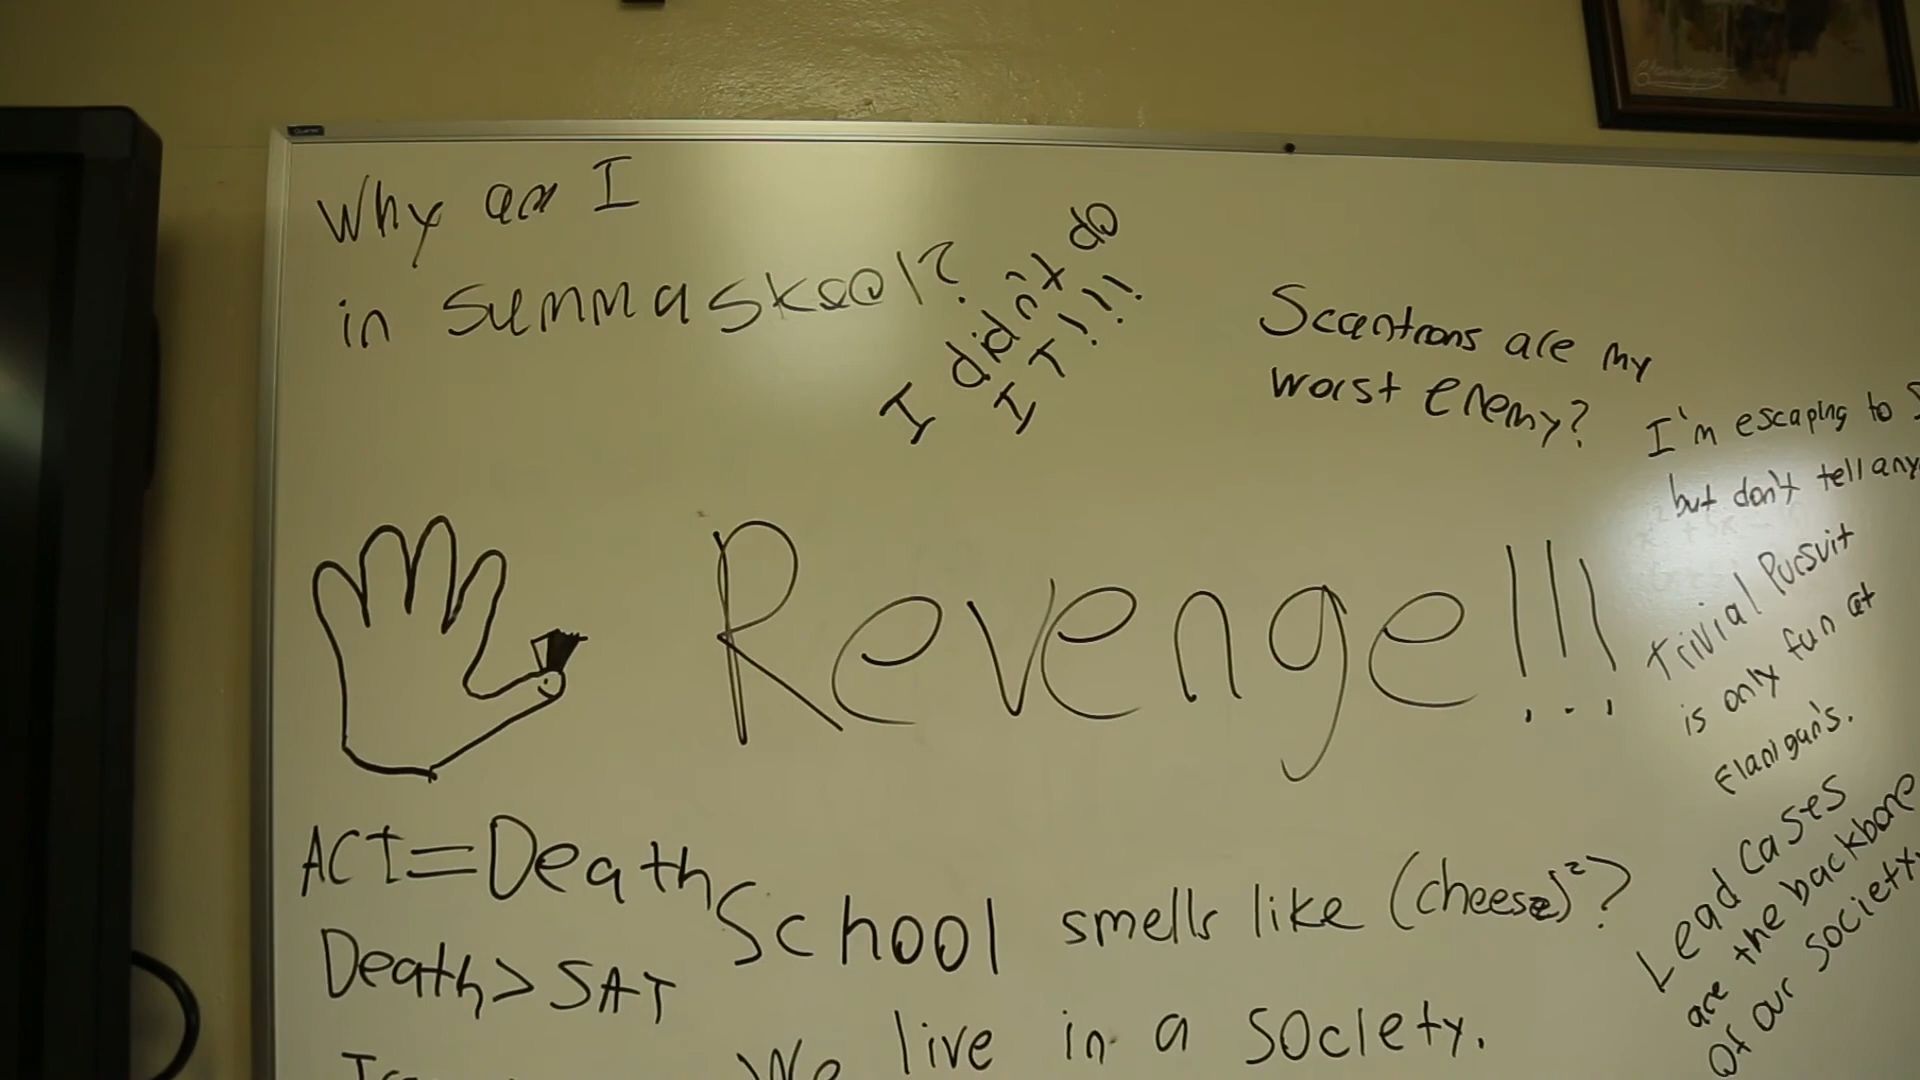 Why am I
in Summaskool?
I didn't do
IT!!!
Scantrons are my
worst enemy?
I'm escaping to
but don't tell any
Revenge!!!
Trivial Pursuit
is only fun at
Flanigan's.
ACT=Death
Death>SAT
School smells like (cheese)²?
We live in a society.
Lead cases
are the backbone
Of our society